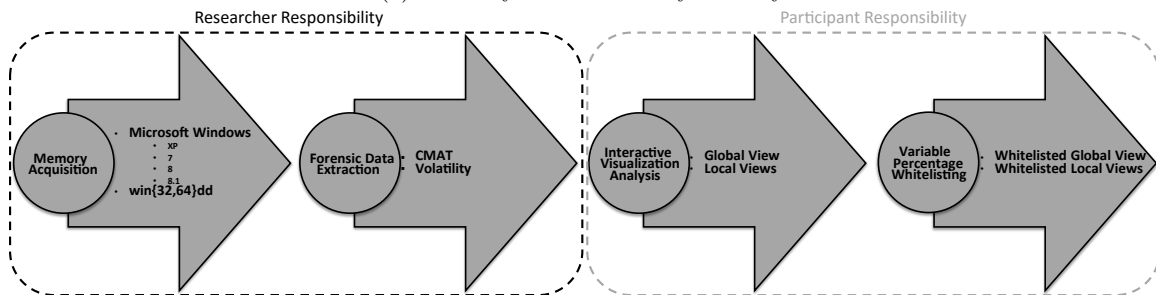 Researcher Responsibility
Participant Responsibility
Memory
Acquisition
• Microsoft Windows
• XP
• 7
• 8
• 8.1
• win{32,64}dd
Forensic Data
Extraction
• CMAT
• Volatility
Interactive
Visualization
Analysis
• Global View
• Local Views
Variable
Percentage
Whitelisting
• Whitelisted Global View
• Whitelisted Local Views